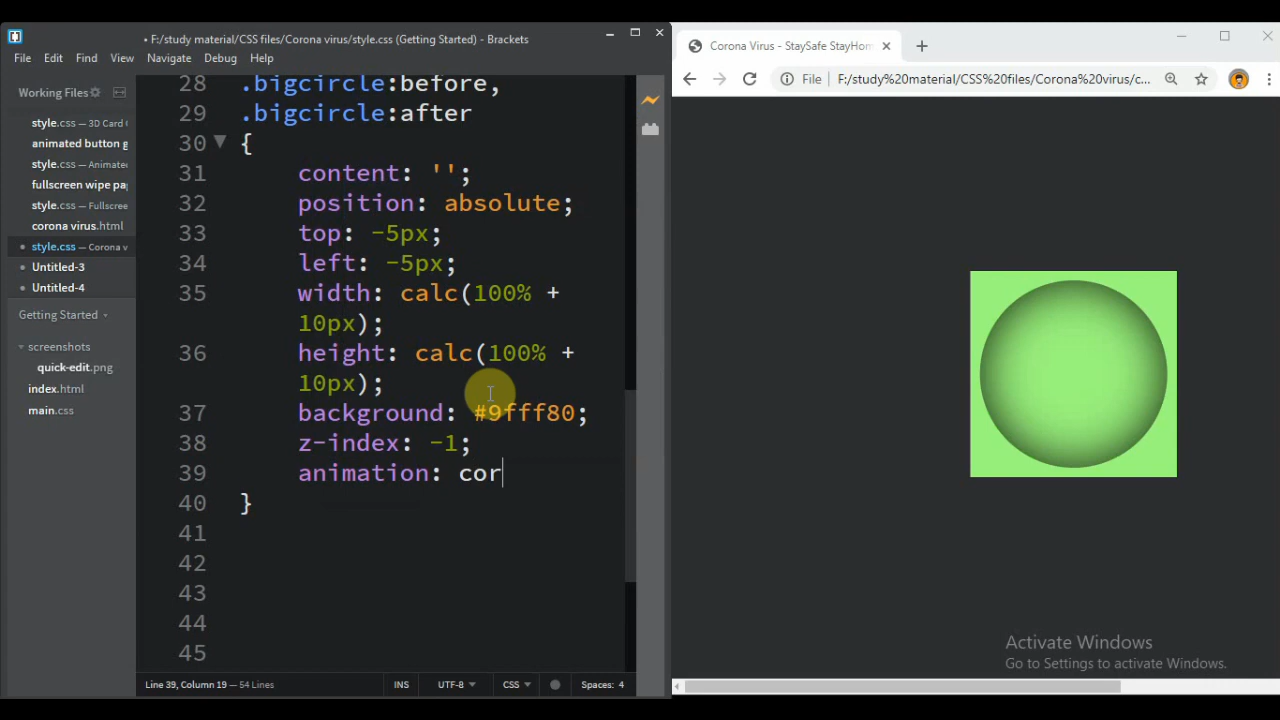 • F:/study material/CSS files/Corona virus/style.css (Getting Started) - Brackets
File Edit Find View Navigate Debug Help
Working Files
style.css — 3D Card
animated button g
style.css — Animate
fullscreen wipe pa
style.css — Fullscree
corona virus.html
style.css — Corona v
Untitled-3
Untitled-4
Getting Started
screenshots
quick-edit.png
index.html
main.css
28 .bigcircle:before,
29 .bigcircle:after
30 {
31 content: '';
32 position: absolute;
33 top: -5px;
34 left: -5px;
35 width: calc(100% +
10px);
36 height: calc(100% +
10px);
37 background: #9fff80;
38 z-index: -1;
39 animation: cor
40 }
41
42
43
44
45
Line 39, Column 19 — 54 Lines
INS UTF-8 CSS Spaces: 4
Corona Virus - StaySafe StayHom
File F:/study%20material/CSS%20files/Corona%20virus/c...
Activate Windows
Go to Settings to activate Windows.